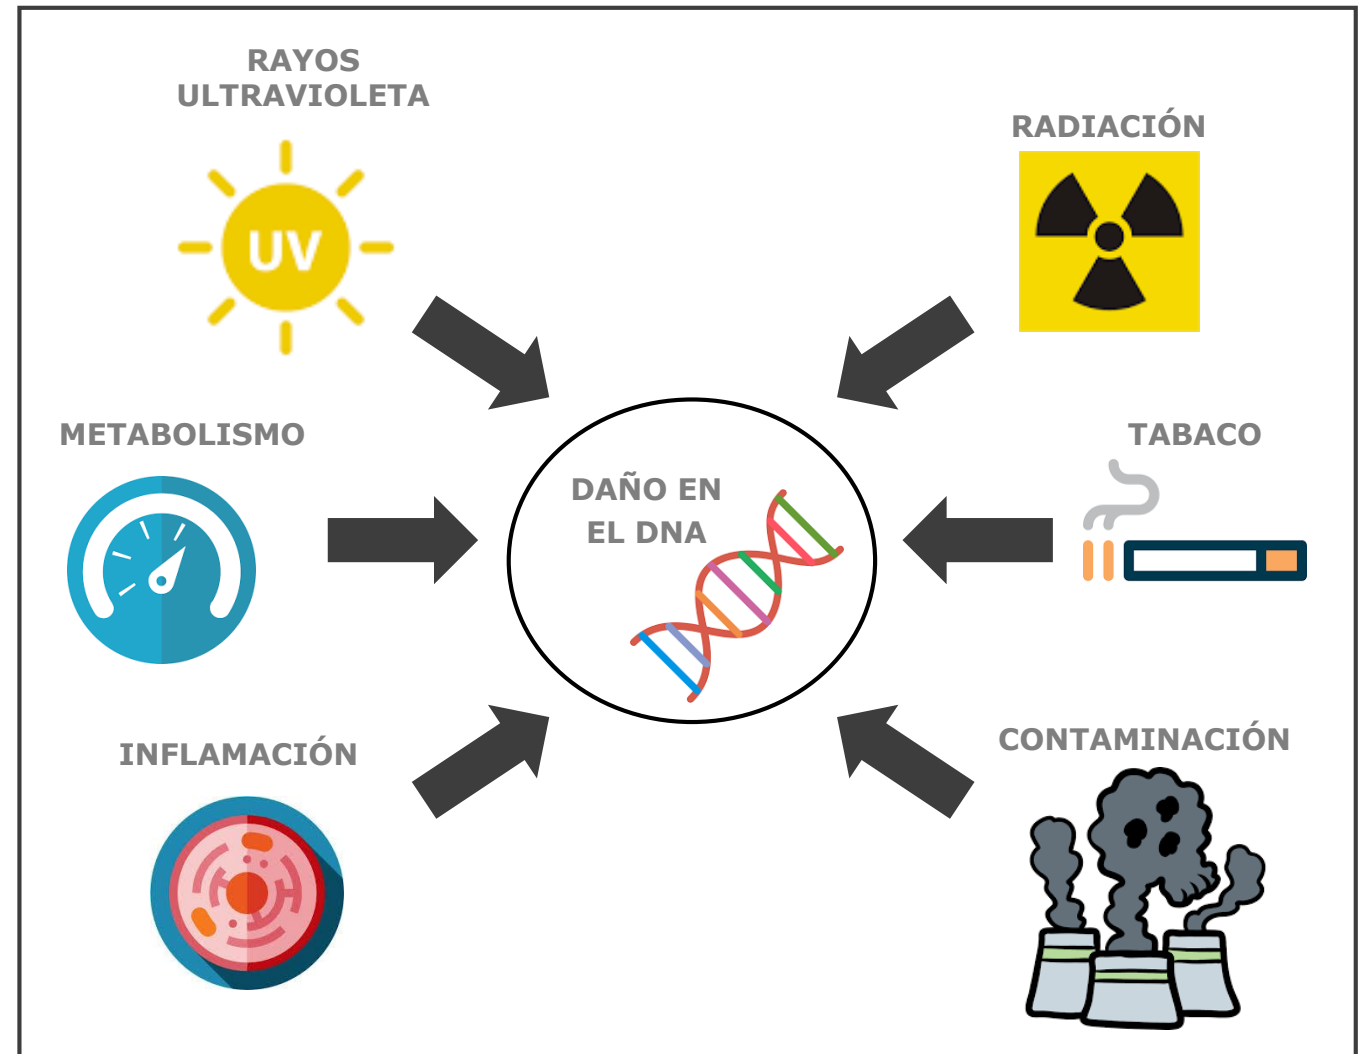 RAYOS
ULTRAVIOLETA
UV
RADIACIÓN
METABOLISMO
TABACO
DAÑO EN
EL DNA
INFLAMACIÓN
CONTAMINACIÓN